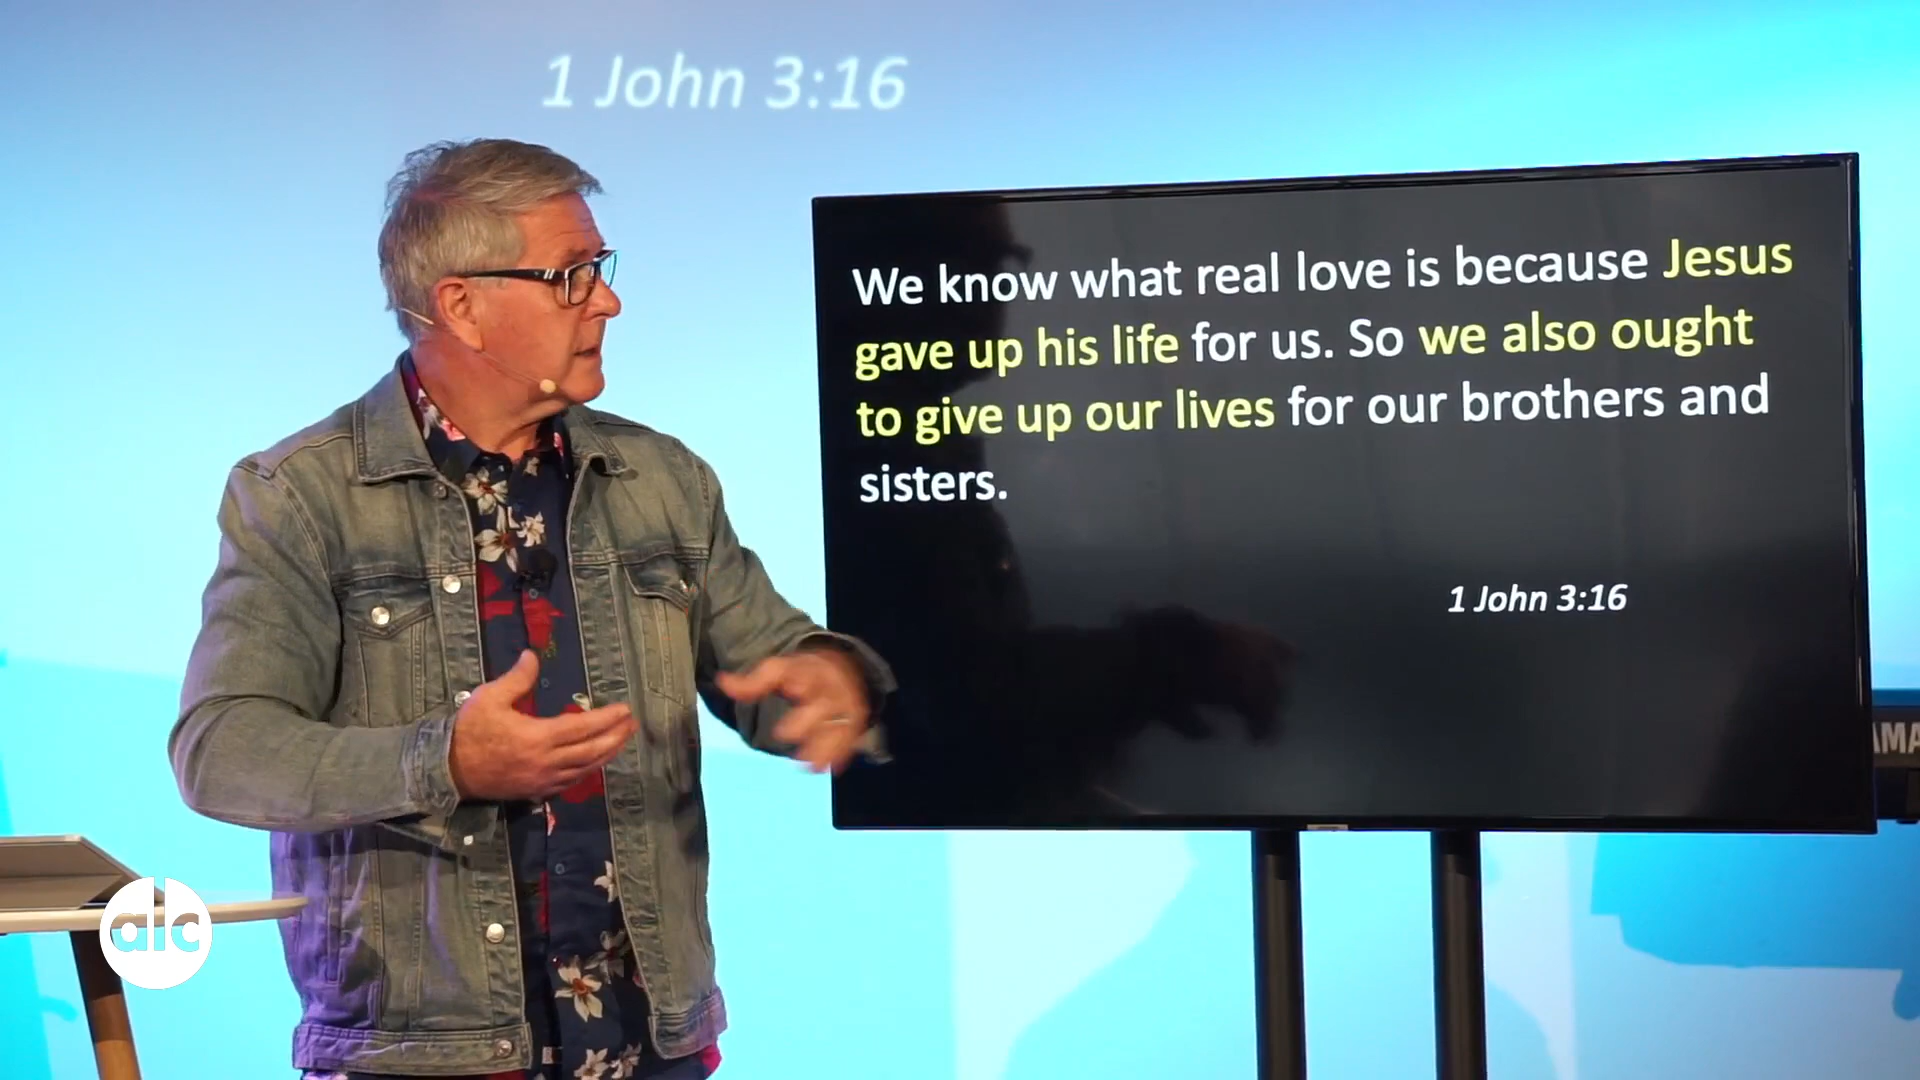 1 John 3:16
We know what real love is because Jesus
gave up his life for us. So we also ought
to give up our lives for our brothers and
sisters.
1 John 3:16
alc